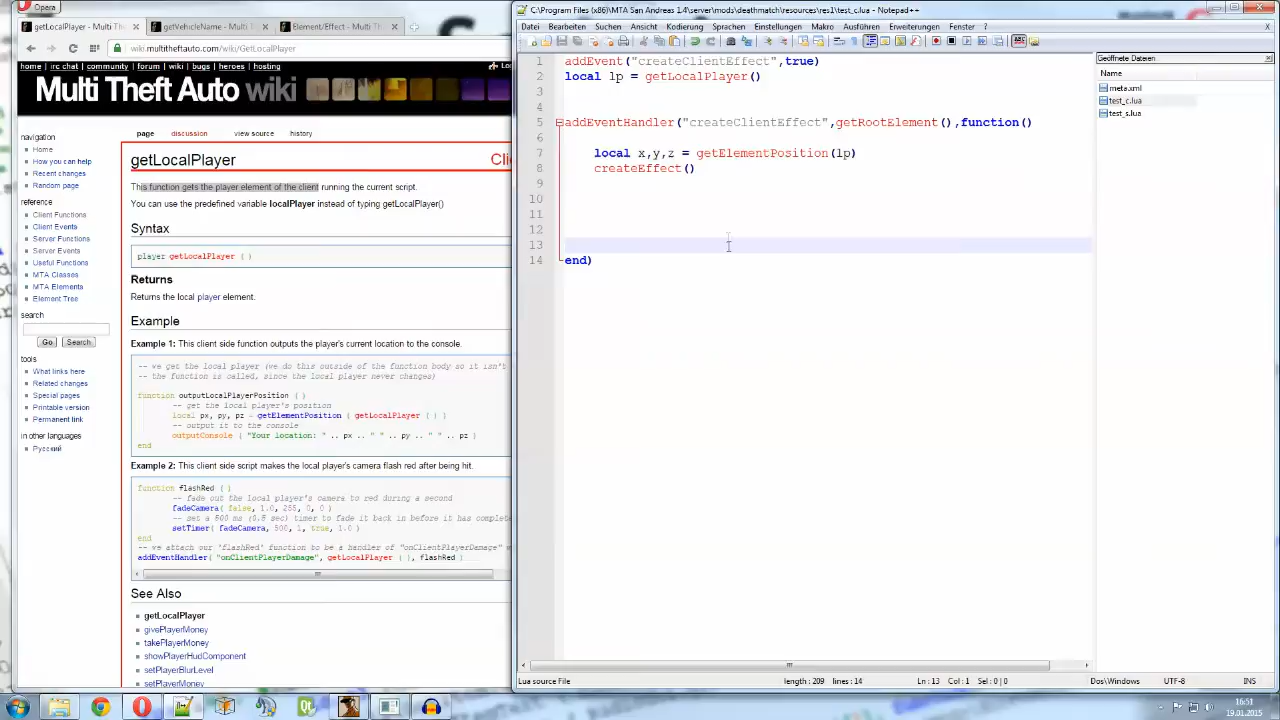 Opera
getLocalPlayer - Multi Th
getVehicleName - Multi T
Element/Effect - Multi Th
wiki.multitheftauto.com/wiki/GetLocalPlayer
home | irc chat | community | forum | wiki | bugs | heroes | hosting
Multi Theft Auto wiki
navigation
Home
How you can help
Recent changes
Random page
reference
Client Functions
Client Events
Server Functions
Server Events
Useful Functions
MTA Classes
MTA Elements
Element Tree
search
Go
Search
tools
What links here
Related changes
Special pages
Printable version
Permanent link
in other languages
Русский
page
discussion
view source
history
getLocalPlayer
This function gets the player element of the client running the current script.
You can use the predefined variable localPlayer instead of typing getLocalPlayer()
Syntax
player getLocalPlayer ( )
Returns
Returns the local player element.
Example
Example 1: This client side function outputs the player's current location to the console.
-- we get the local player (we do this outside of the function body so it isn't
-- the function is called, since the local player never changes)
function outputLocalPlayerPosition ( )
-- get the local player's position
local px, py, pz = getElementPosition ( getLocalPlayer ( ) )
-- output it to the console
outputConsole ( "Your location: " .. px .. " " .. py .. " " .. pz )
end
Example 2: This client side script makes the local player's camera flash red after being hit.
function flashRed ( )
-- fade out the local player's camera to red during a second
fadeCamera( false, 1.0, 255, 0, 0 )
-- set a 500 ms (0.5 sec) timer to fade it back in before it has complete
setTimer( fadeCamera, 500, 1, true, 1.0 )
end
-- we attach our 'flashRed' function to be a handler of "onClientPlayerDamage"
addEventHandler( "onClientPlayerDamage", getLocalPlayer ( ), flashRed )
See Also
getLocalPlayer
givePlayerMoney
takePlayerMoney
showPlayerHudComponent
setPlayerBlurLevel
setPlayerMoney
C:\Program Files (x86)\MTA San Andreas 1.4\server\mods\deathmatch\resources\res1\test_c.lua - Notepad++
Datei Bearbeiten Suchen Ansicht Kodierung Sprachen Einstellungen Makro Ausführen Erweiterungen Fenster ?
1 addEvent("createClientEffect",true)
2 local lp = getLocalPlayer()
3
4
5 addEventHandler("createClientEffect",getRootElement(),function()
6
7 local x,y,z = getElementPosition(lp)
8 createEffect()
9
10
11
12
13
14 end)
Geöffnete Dateien
Name
meta.xml
test_c.lua
test_s.lua
Lua source File
length : 209 lines : 14
Ln : 13 Col : 1 Sel : 0 | 0
Dos\Windows
UTF-8
INS
16:51
19.01.2015